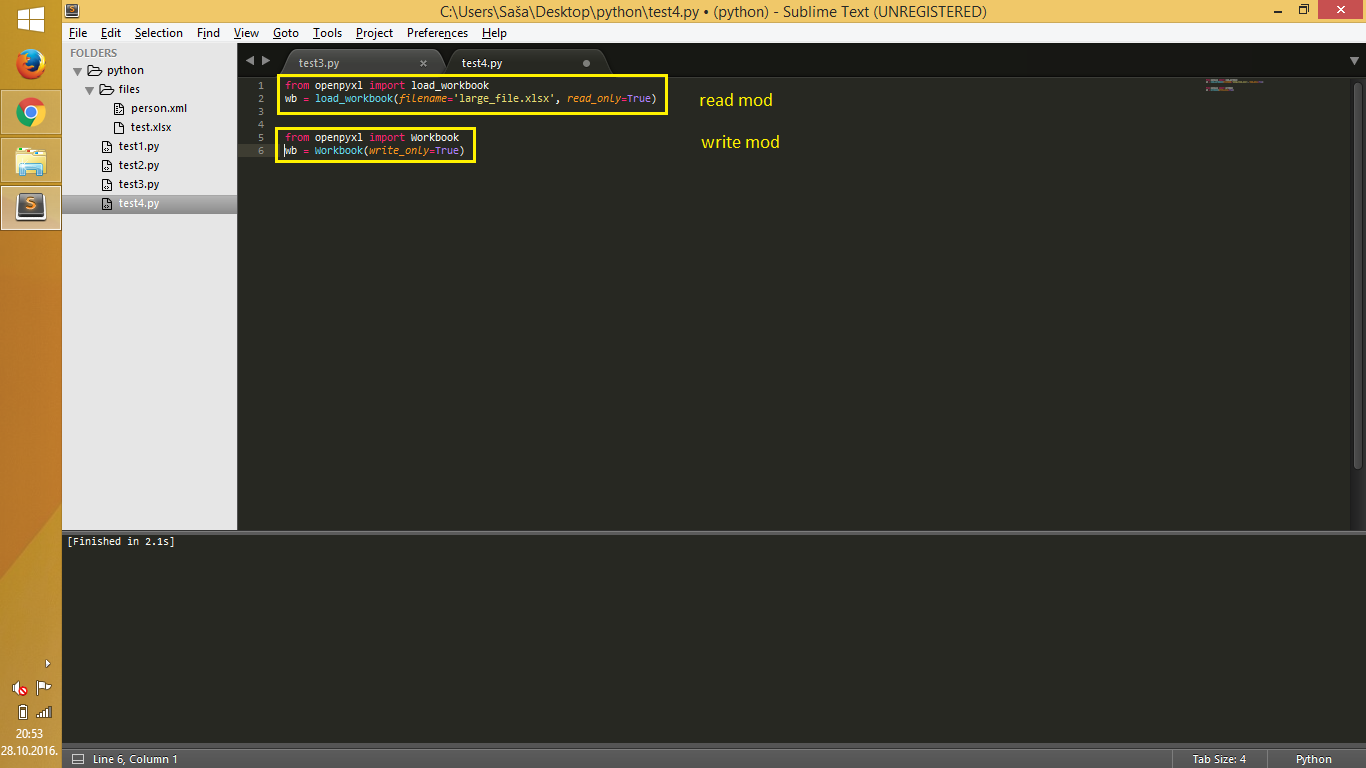 C:\Users\Saša\Desktop\python\test4.py • (python) - Sublime Text (UNREGISTERED)
File Edit Selection Find View Goto Tools Project Preferences Help
FOLDERS
python
files
person.xml
test.xlsx
test1.py
test2.py
test3.py
test4.py
test3.py
test4.py
1 from openpyxl import load_workbook
2 wb = load_workbook(filename='large_file.xlsx', read_only=True)
3
4
5 from openpyxl import Workbook
6 wb = Workbook(write_only=True)
read mod
write mod
[Finished in 2.1s]
20:53
28.10.2016.
Line 6, Column 1
Tab Size: 4
Python